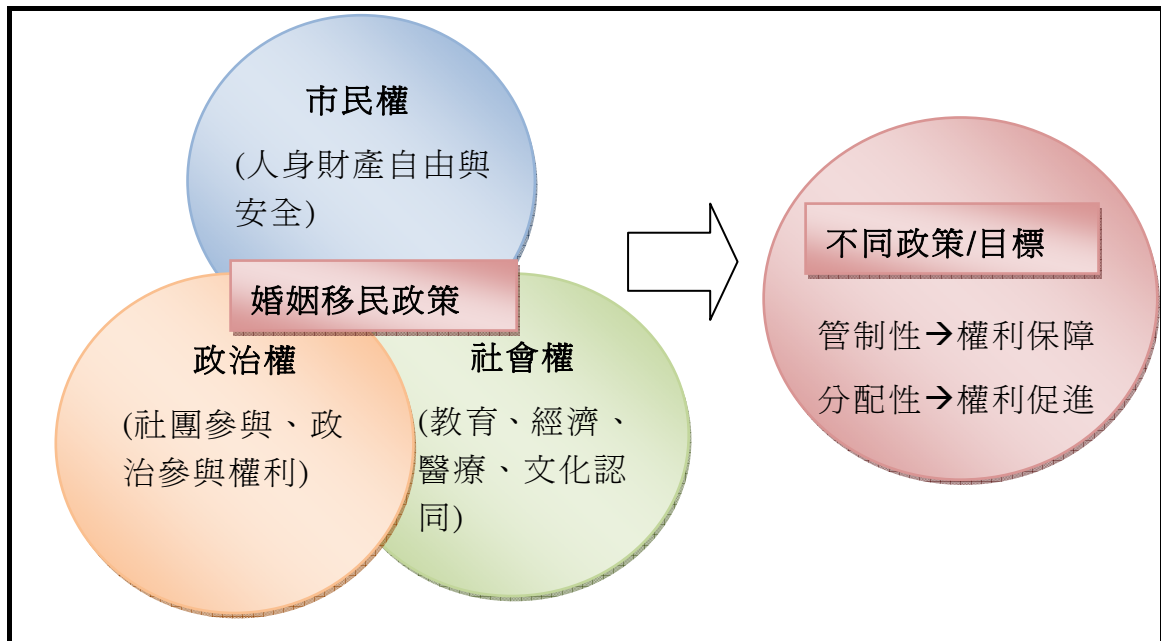 市民權
(人身財產自由與
安全)
婚姻移民政策
政治權
(社團參與、政
治參與權利)
社會權
(教育、經濟、
醫療、文化認
同)
不同政策/目標
管制性→權利保障
分配性→權利促進